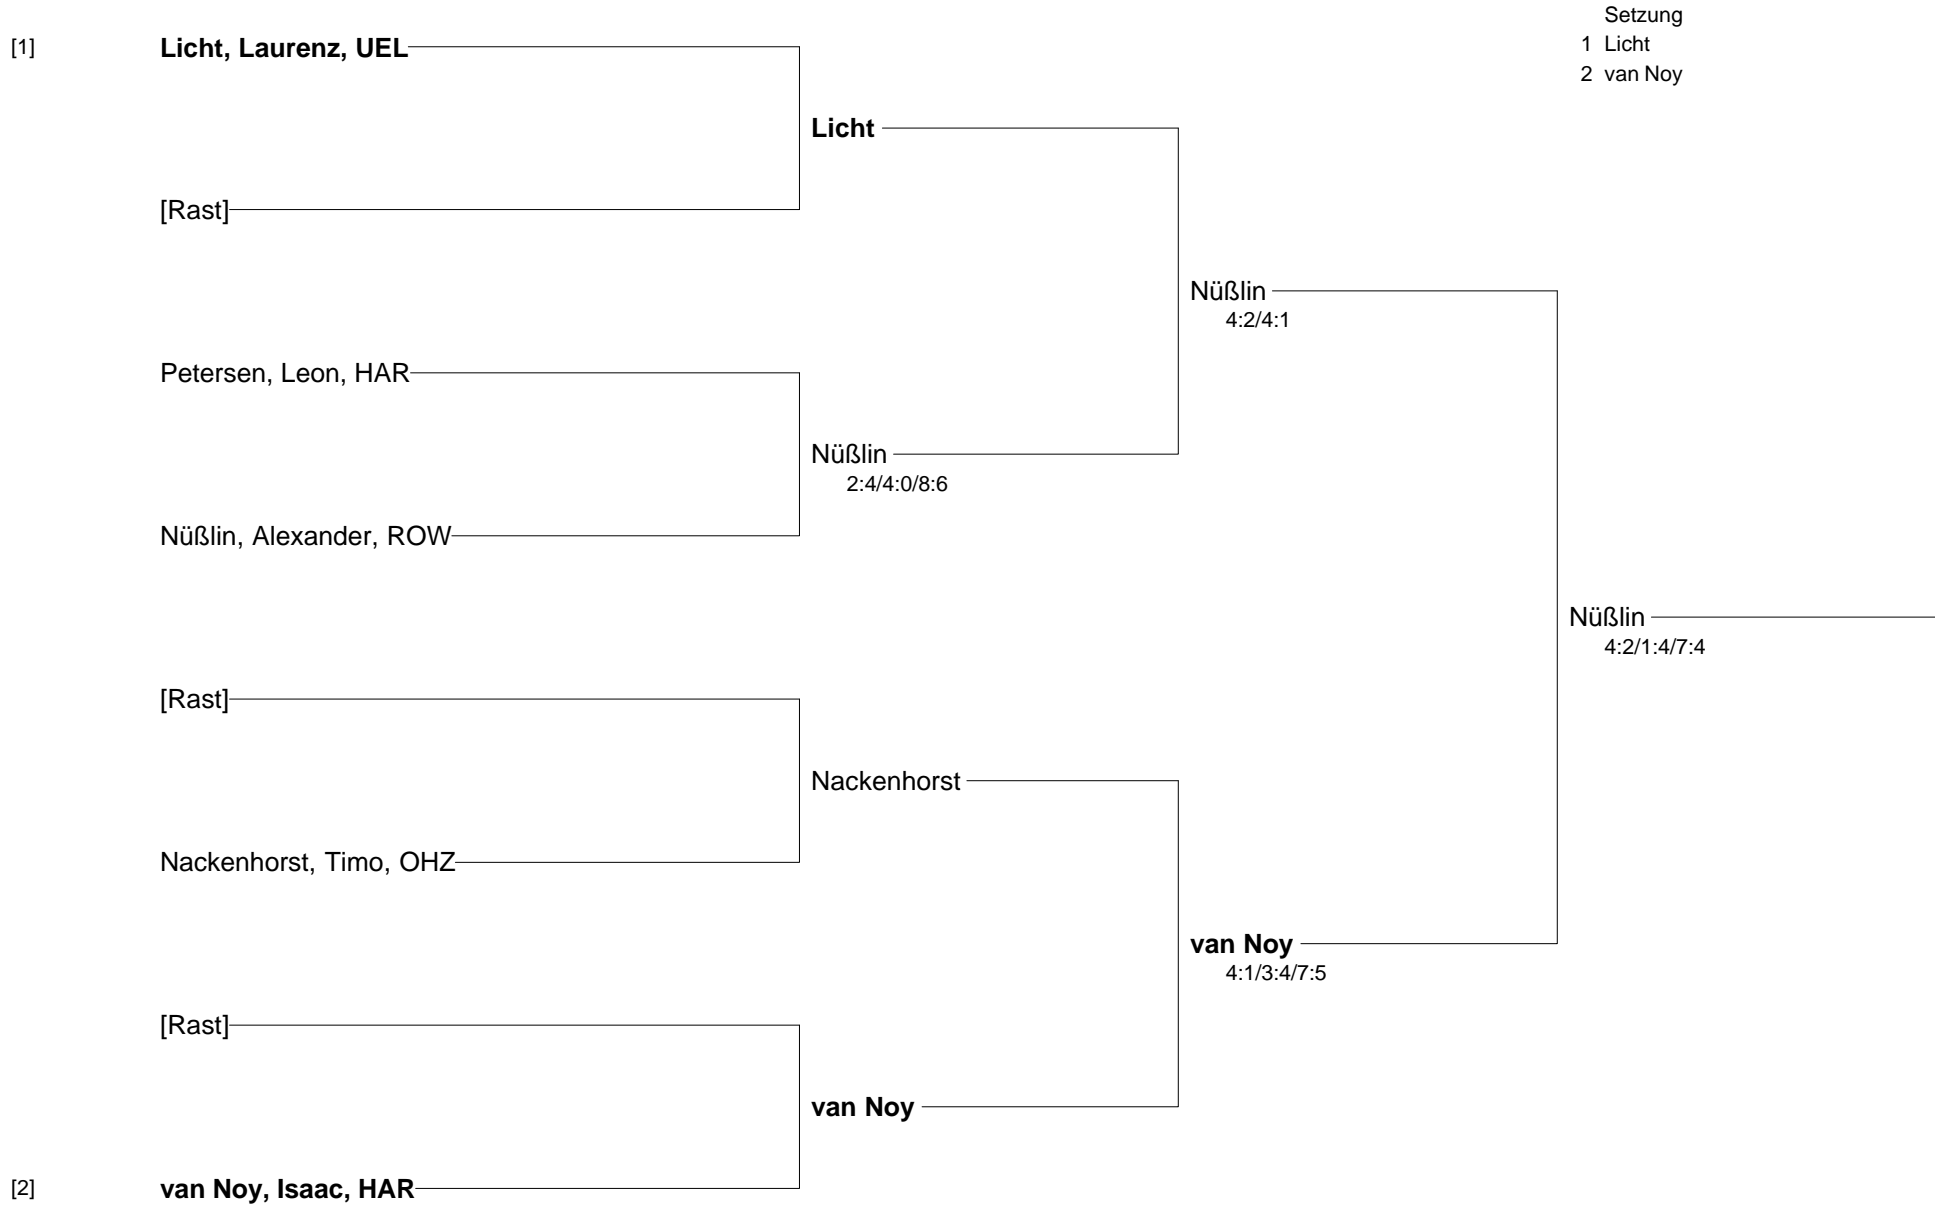 Setzung
1 Licht
2 van Noy
[1] Licht, Laurenz, UEL
Licht
[Rast]
Nüßlin
4:2/4:1
Petersen, Leon, HAR
Nüßlin
2:4/4:0/8:6
Nüßlin, Alexander, ROW
Nüßlin
4:2/1:4/7:4
[Rast]
Nackenhorst
Nackenhorst, Timo, OHZ
van Noy
4:1/3:4/7:5
[Rast]
van Noy
[2] van Noy, Isaac, HAR